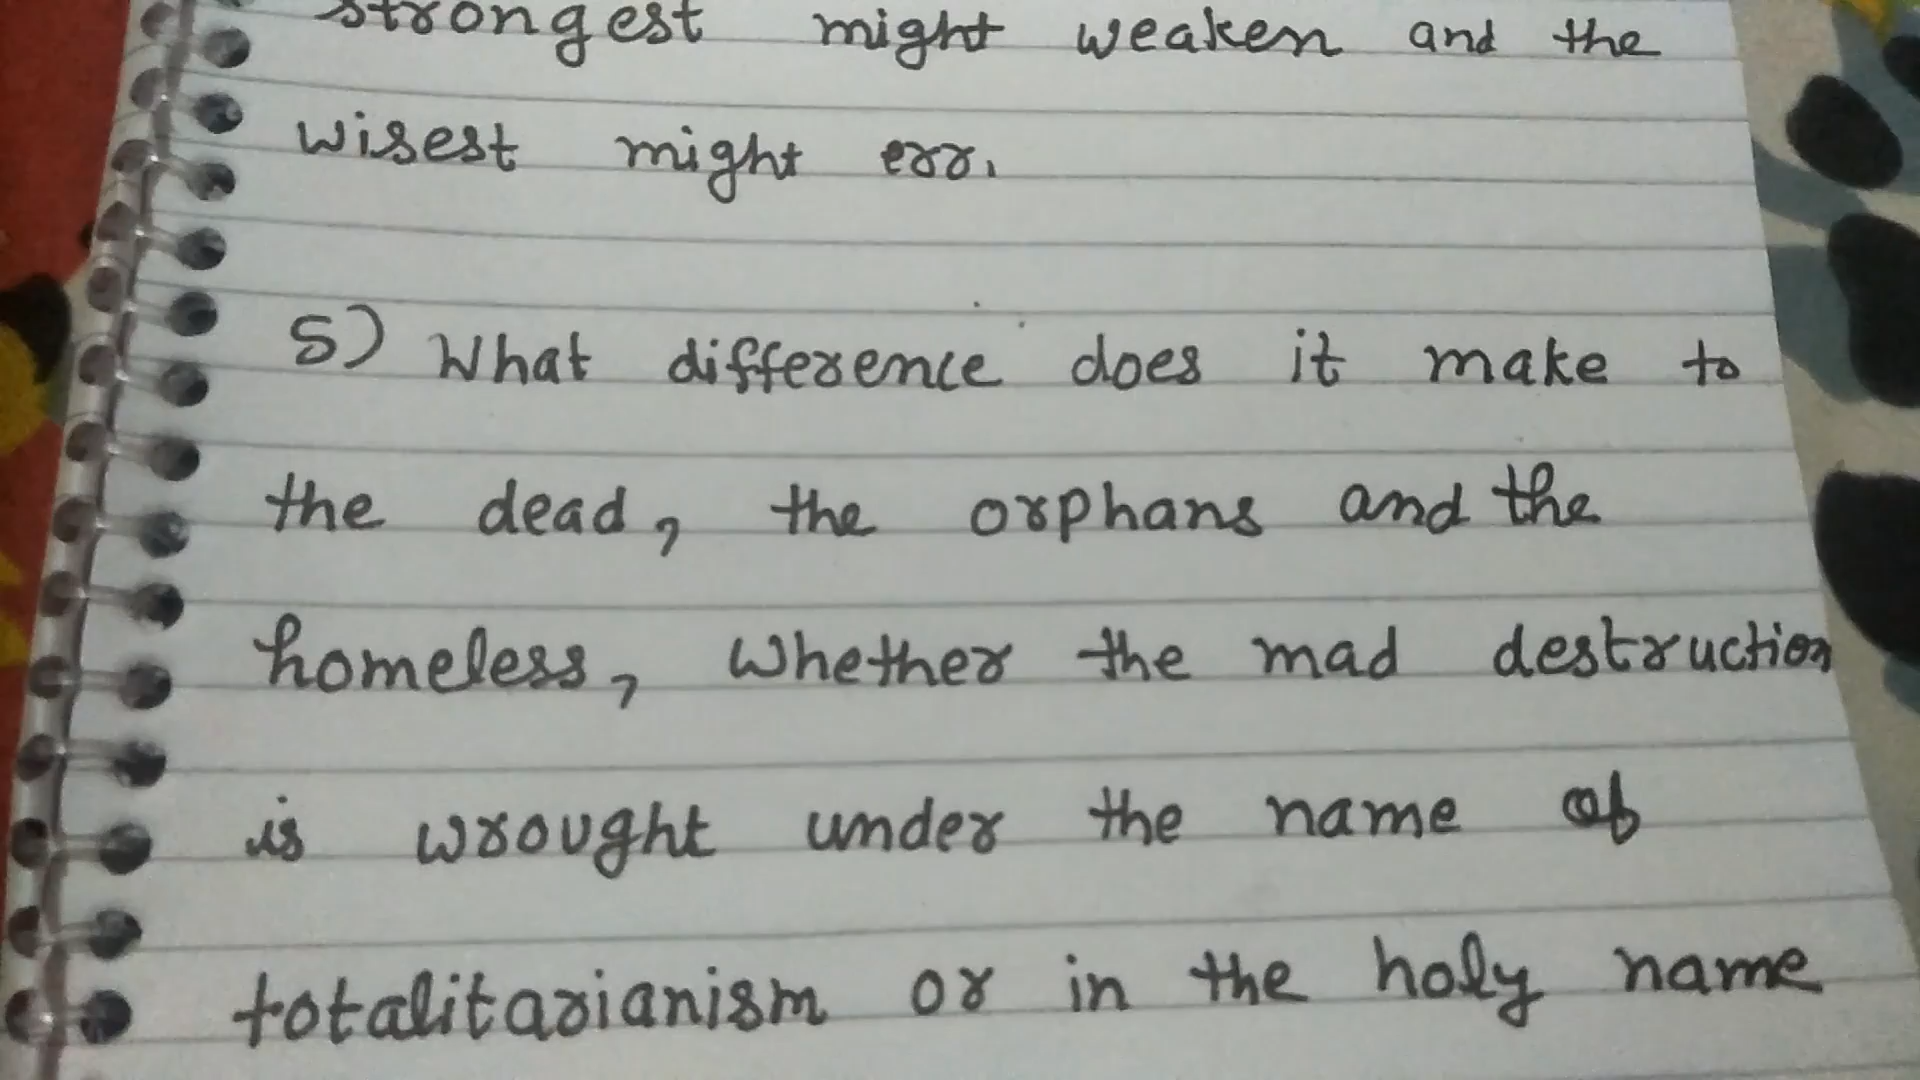 strongest might weaken and the
wisest might err.
5) What difference does it make to
the dead, the orphans and the
homeless, whether the mad destruction
is wrought under the name of
totalitarianism or in the holy name